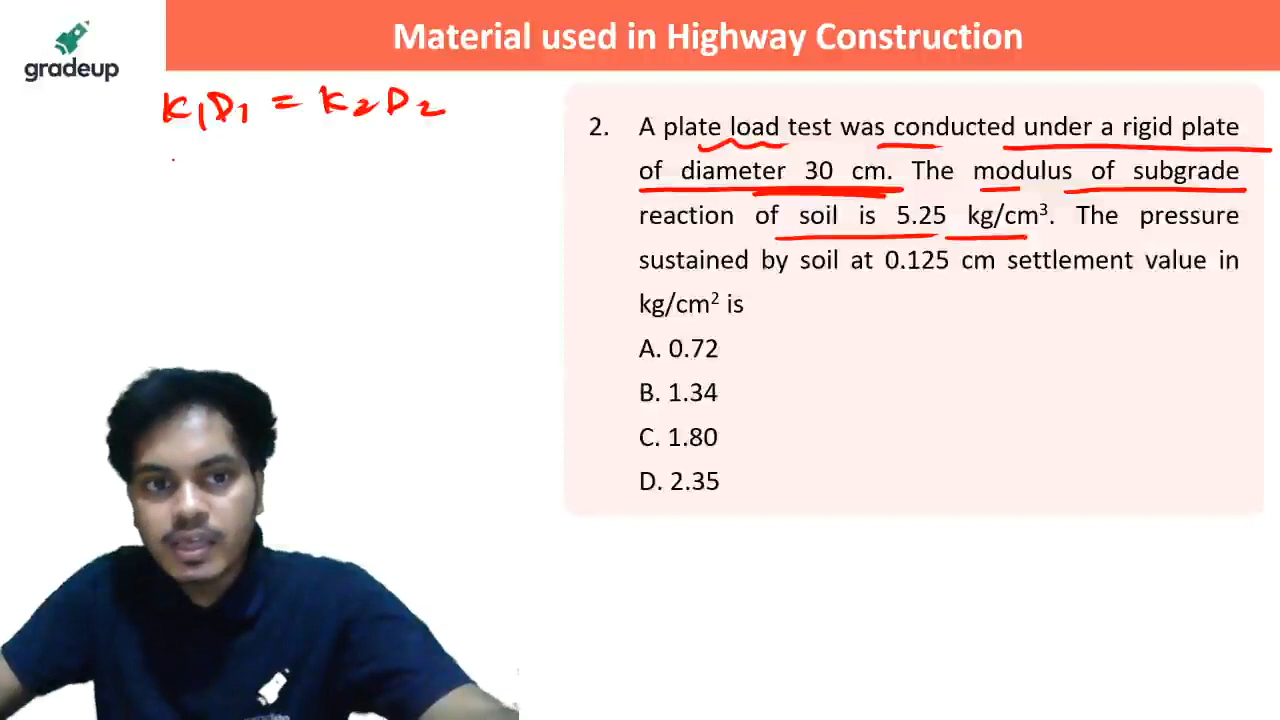 Material used in Highway Construction
gradeup
K₁D₁ = K₂D₂
2. A plate load test was conducted under a rigid plate
of diameter 30 cm. The modulus of subgrade
reaction of soil is 5.25 kg/cm³. The pressure
sustained by soil at 0.125 cm settlement value in
kg/cm² is
A. 0.72
B. 1.34
C. 1.80
D. 2.35